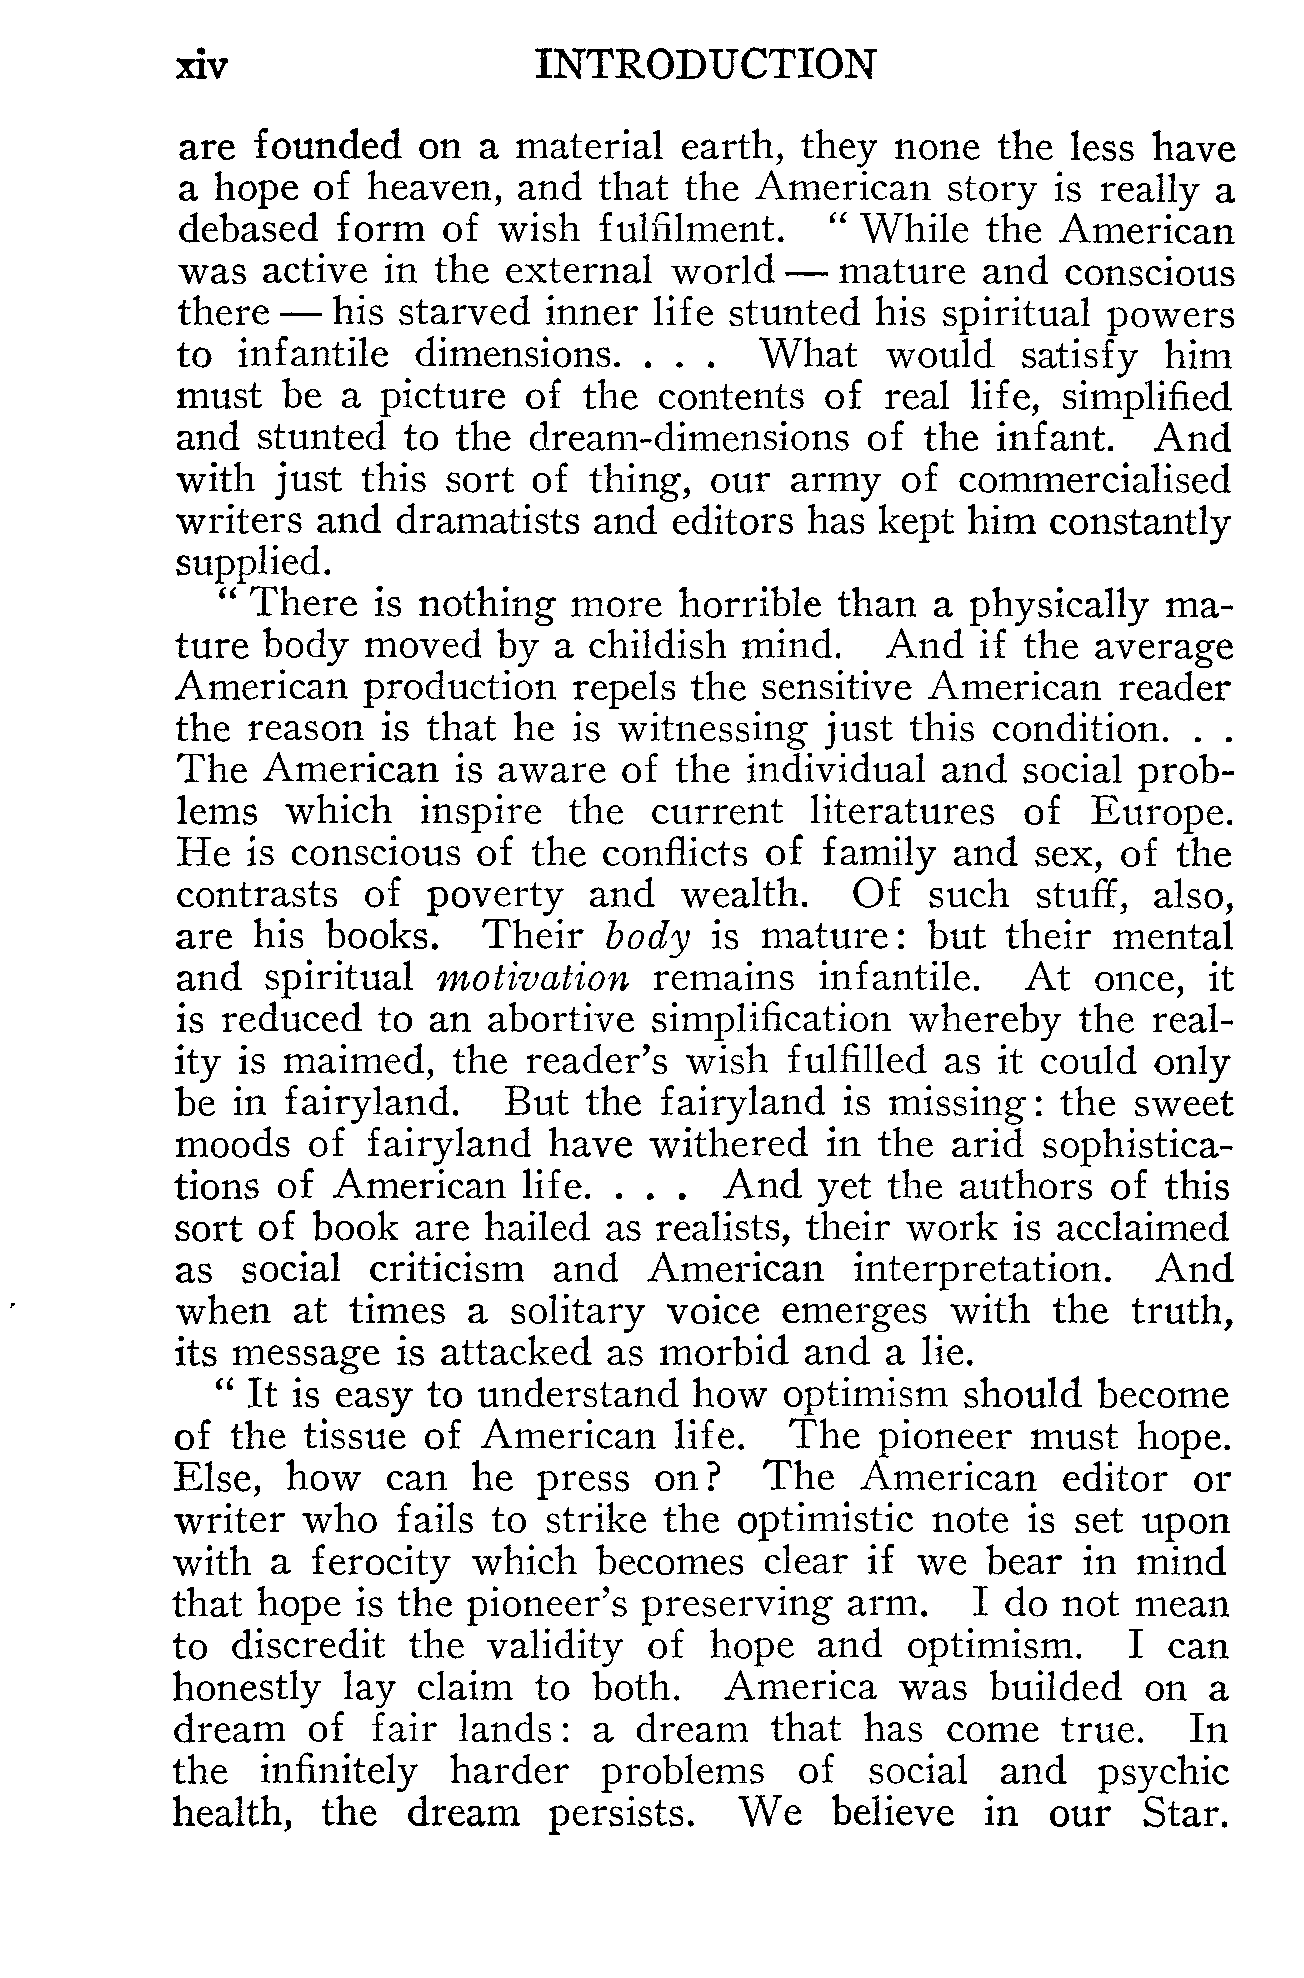 xiv INTRODUCTION
are founded on a material earth, they none the less have
a hope of heaven, and that the American story is really a
debased form of wish fulfilment. “ While the American
was active in the external world — mature and conscious
there — his starved inner life stunted his spiritual powers
to infantile dimensions. . . . What would satisfy him
must be a picture of the contents of real life, simplified
and stunted to the dream-dimensions of the infant. And
with just this sort of thing, our army of commercialised
writers and dramatists and editors has kept him constantly
supplied.
“ There is nothing more horrible than a physically ma-
ture body moved by a childish mind. And if the average
American production repels the sensitive American reader
the reason is that he is witnessing just this condition. . .
The American is aware of the individual and social prob-
lems which inspire the current literatures of Europe.
He is conscious of the conflicts of family and sex, of the
contrasts of poverty and wealth. Of such stuff, also,
are his books. Their body is mature: but their mental
and spiritual motivation remains infantile. At once, it
is reduced to an abortive simplification whereby the real-
ity is maimed, the reader’s wish fulfilled as it could only
be in fairyland. But the fairyland is missing: the sweet
moods of fairyland have withered in the arid sophistica-
tions of American life. . . . And yet the authors of this
sort of book are hailed as realists, their work is acclaimed
as social criticism and American interpretation. And
when at times a solitary voice emerges with the truth,
its message is attacked as morbid and a lie.
“ It is easy to understand how optimism should become
of the tissue of American life. The pioneer must hope.
Else, how can he press on? The American editor or
writer who fails to strike the optimistic note is set upon
with a ferocity which becomes clear if we bear in mind
that hope is the pioneer’s preserving arm. I do not mean
to discredit the validity of hope and optimism. I can
honestly lay claim to both. America was builded on a
dream of fair lands: a dream that has come true. In
the infinitely harder problems of social and psychic
health, the dream persists. We believe in our Star.